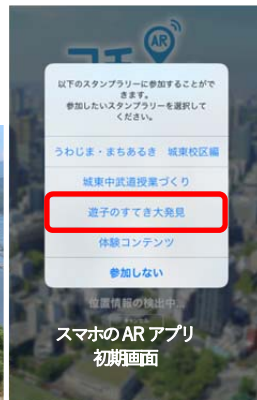 コモ
AR
以下のスタンプラリーに参加することがで
きます。
参加したいスタンプラリーを選択して
ください。
うわじま・まちあるき 城東校区編
城東中武道授業づくり
遊子のすてき大発見
体験コンテンツ
参加しない
位置情報の検出中...
スマホの AR アプリ
初期画面